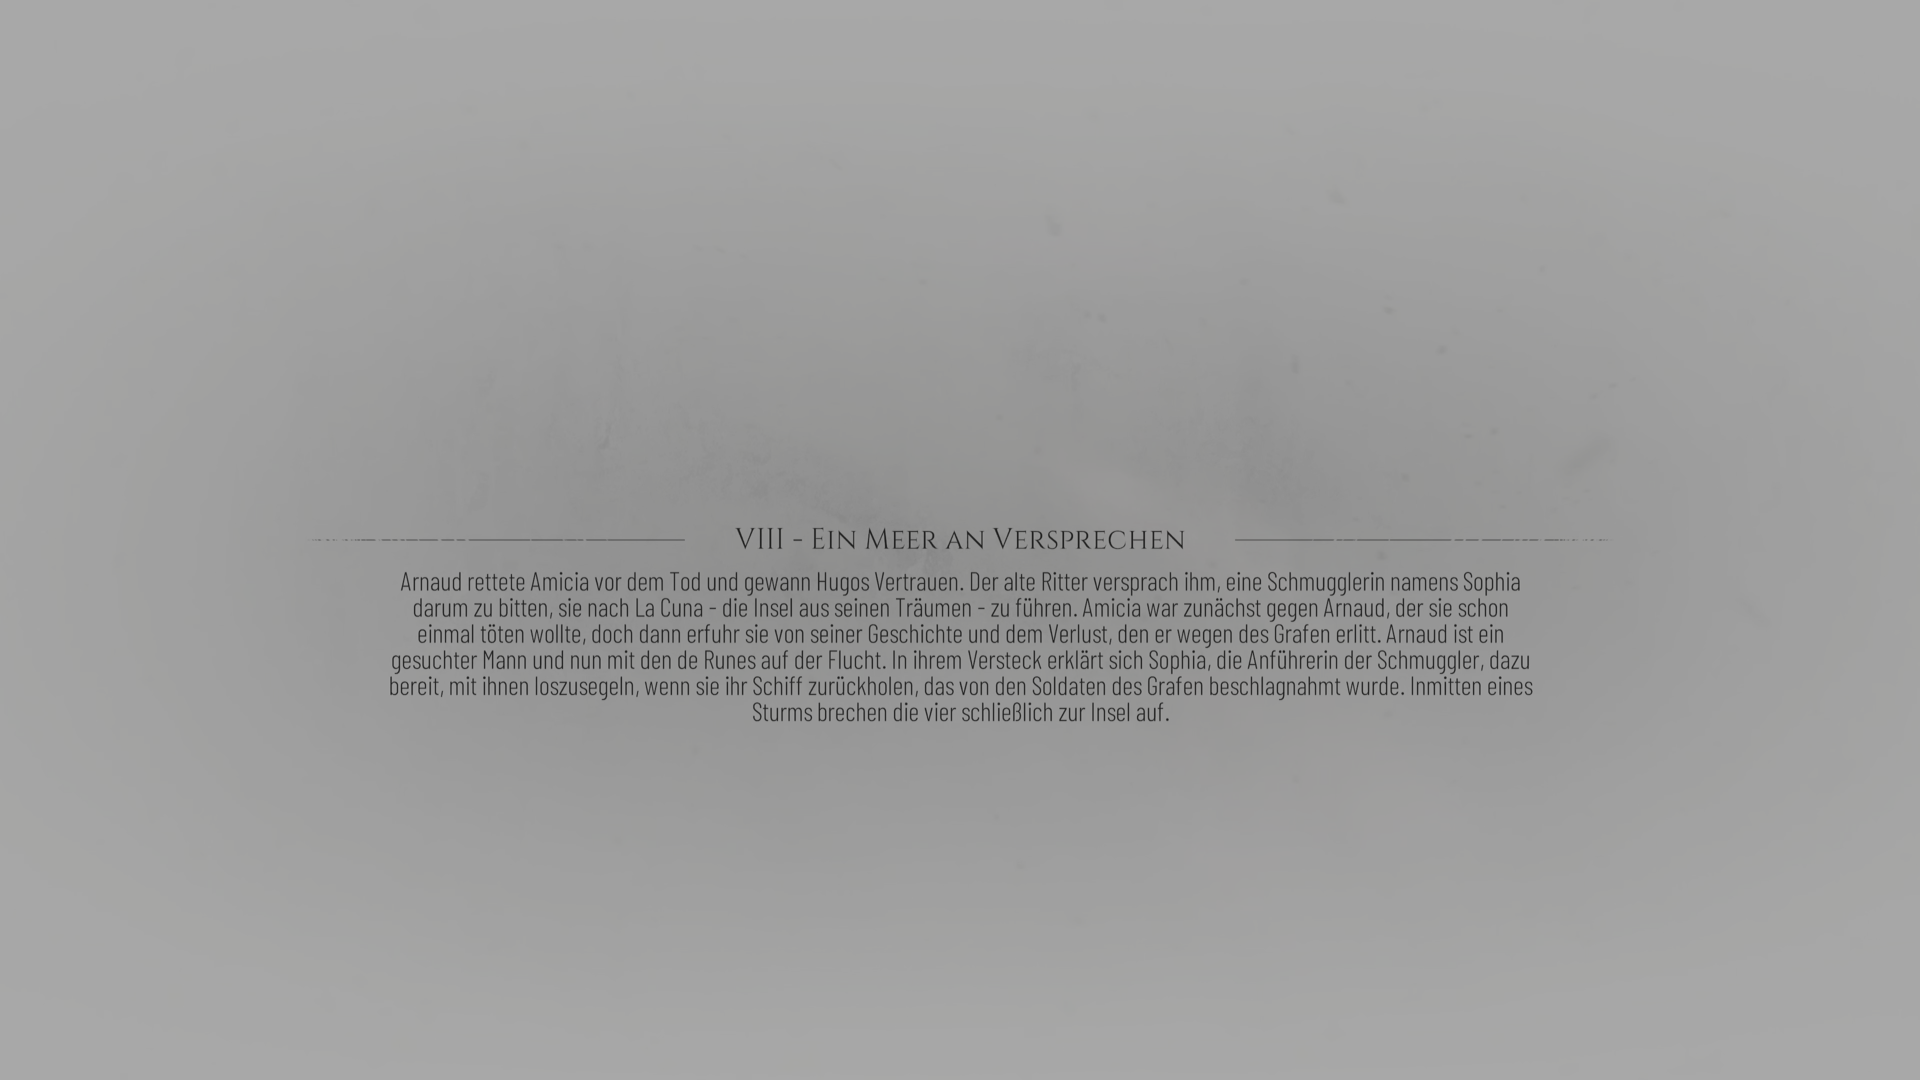 VIII - Ein Meer an Versprechen
Arnaud rettete Amicia vor dem Tod und gewann Hugos Vertrauen. Der alte Ritter versprach ihm, eine Schmugglerin namens Sophia
darum zu bitten, sie nach La Cuna - die Insel aus seinen Träumen - zu führen. Amicia war zunächst gegen Arnaud, der sie schon
einmal töten wollte, doch dann erfuhr sie von seiner Geschichte und dem Verlust, den er wegen des Grafen erlitt. Arnaud ist ein
gesuchter Mann und nun mit den de Runes auf der Flucht. In ihrem Versteck erklärt sich Sophia, die Anführerin der Schmuggler, dazu
bereit, mit ihnen loszusegeln, wenn sie ihr Schiff zurückholen, das von den Soldaten des Grafen beschlagnahmt wurde. Inmitten eines
Sturms brechen die vier schließlich zur Insel auf.